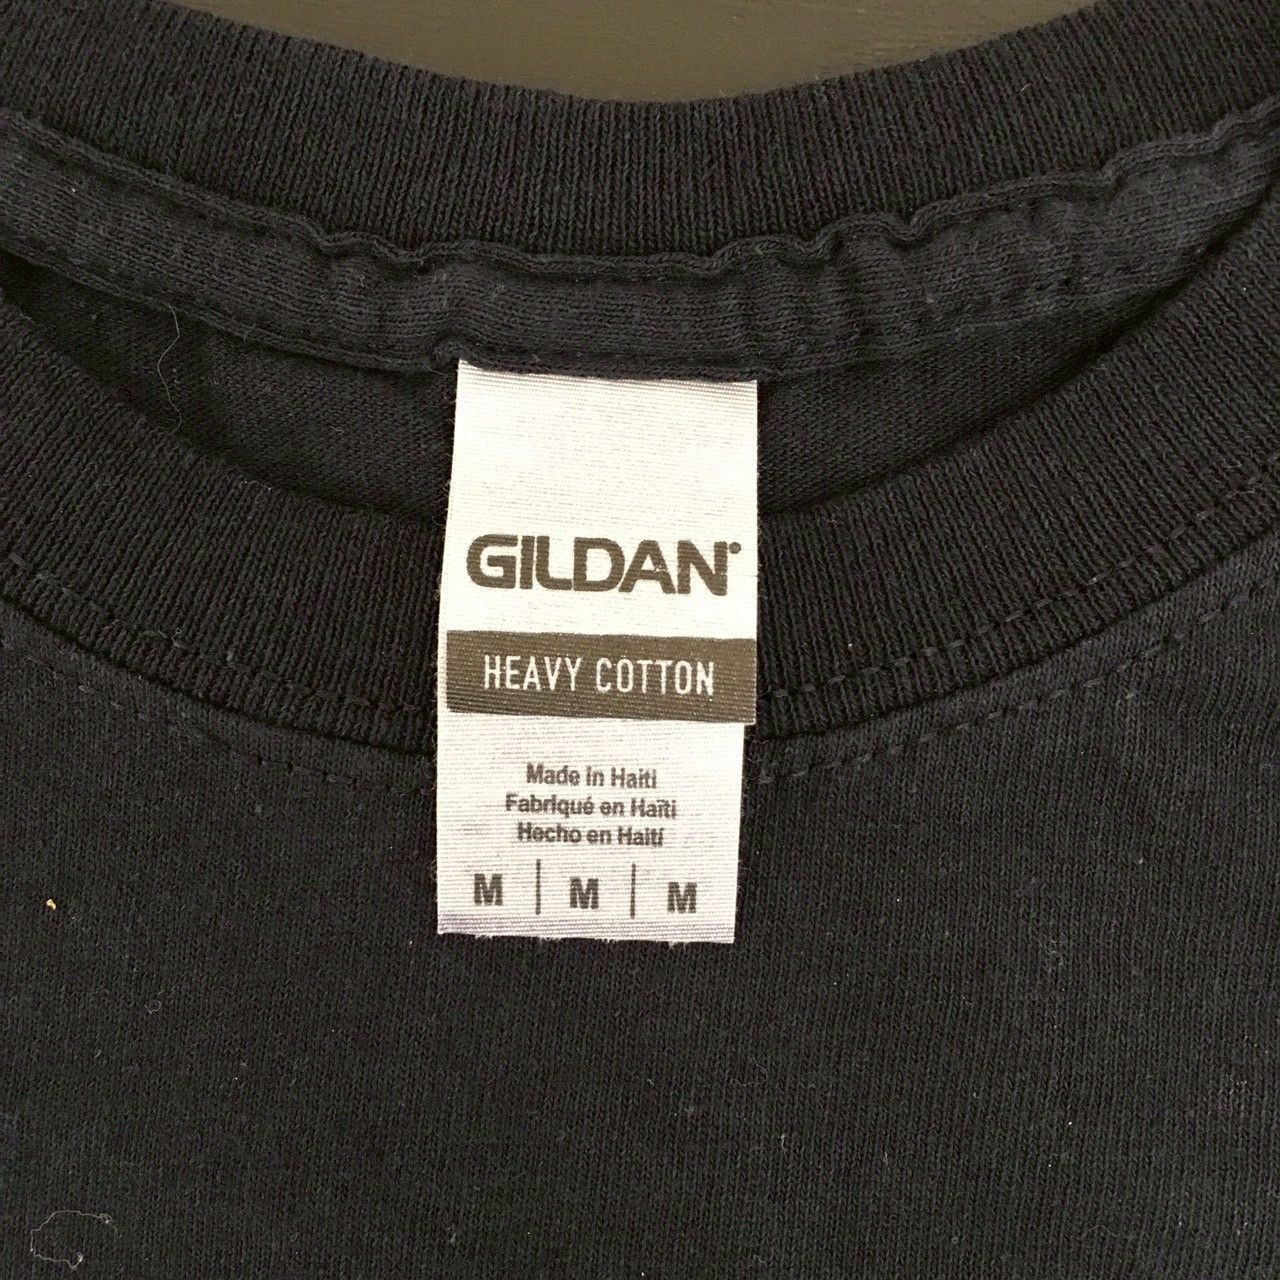 GILDAN
HEAVY COTTON
Made in Haiti
Fabriqué en Haïti
Hecho en Haití
M | M | M